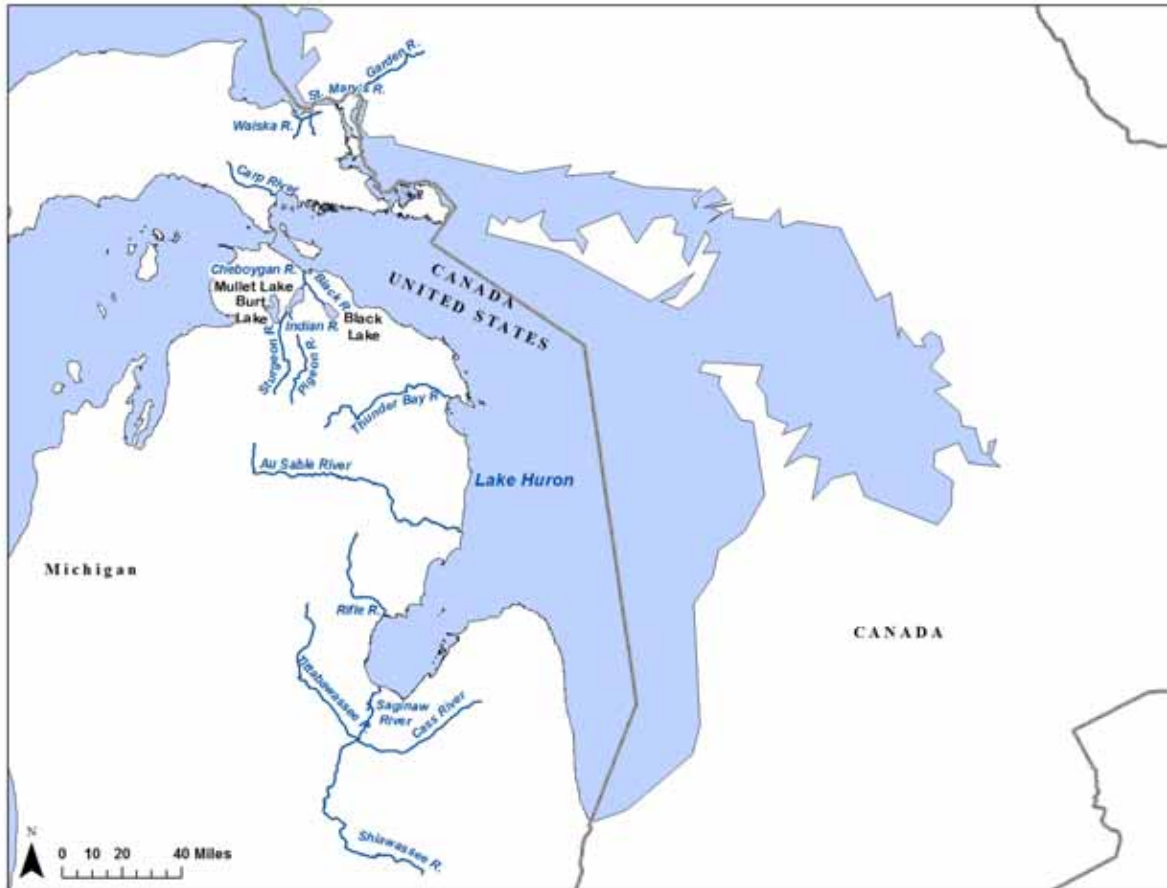 Garden R.
St. Marys R.
Waiska R.
Carp River
CANADA
UNITED STATES
Cheboygan R.
Mullet Lake
Burt
Lake
Black R.
Indian R.
Black
Lake
Sturgeon R.
Pigeon R.
Thunder Bay R
Au Sable River
Lake Huron
Michigan
Rifle R.
CANADA
Tittabawassee R.
Saginaw
River
Cass River
Shiawassee R.
N
0 10 20 40 Miles